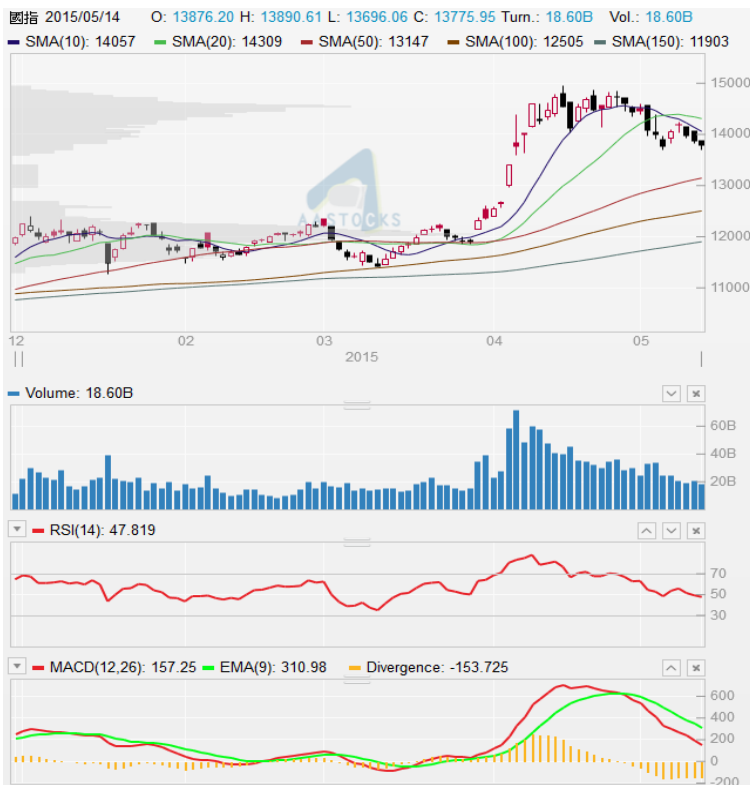 國指 2015/05/14 O: 13876.20 H: 13890.61 L: 13696.06 C: 13775.95 Turn.: 18.60B Vol.: 18.60B
SMA(10): 14057 SMA(20): 14309 SMA(50): 13147 SMA(100): 12505 SMA(150): 11903
15000
14000
13000
AASTOCKS
12000
11000
12 02 03 04 05
2015
Volume: 18.60B
60B
40B
20B
RSI(14): 47.819
70
50
30
MACD(12,26): 157.25 EMA(9): 310.98 Divergence: -153.725
600
400
200
0
-200